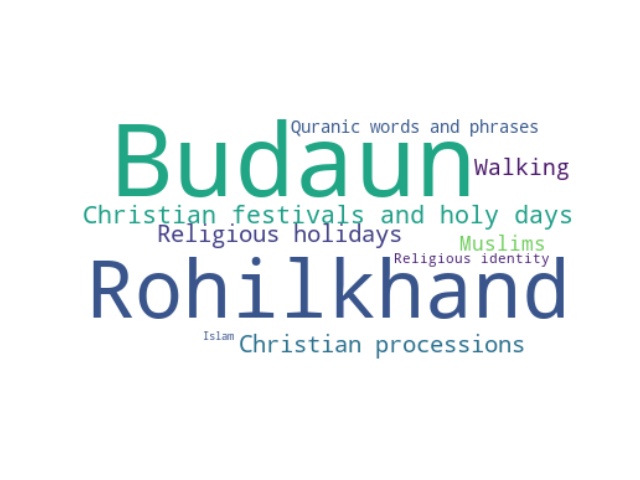 Quranic words and phrases
Budaun
Walking
Christian festivals and holy days
Religious holidays
Muslims
Religious identity
Rohilkhand
Islam
Christian processions